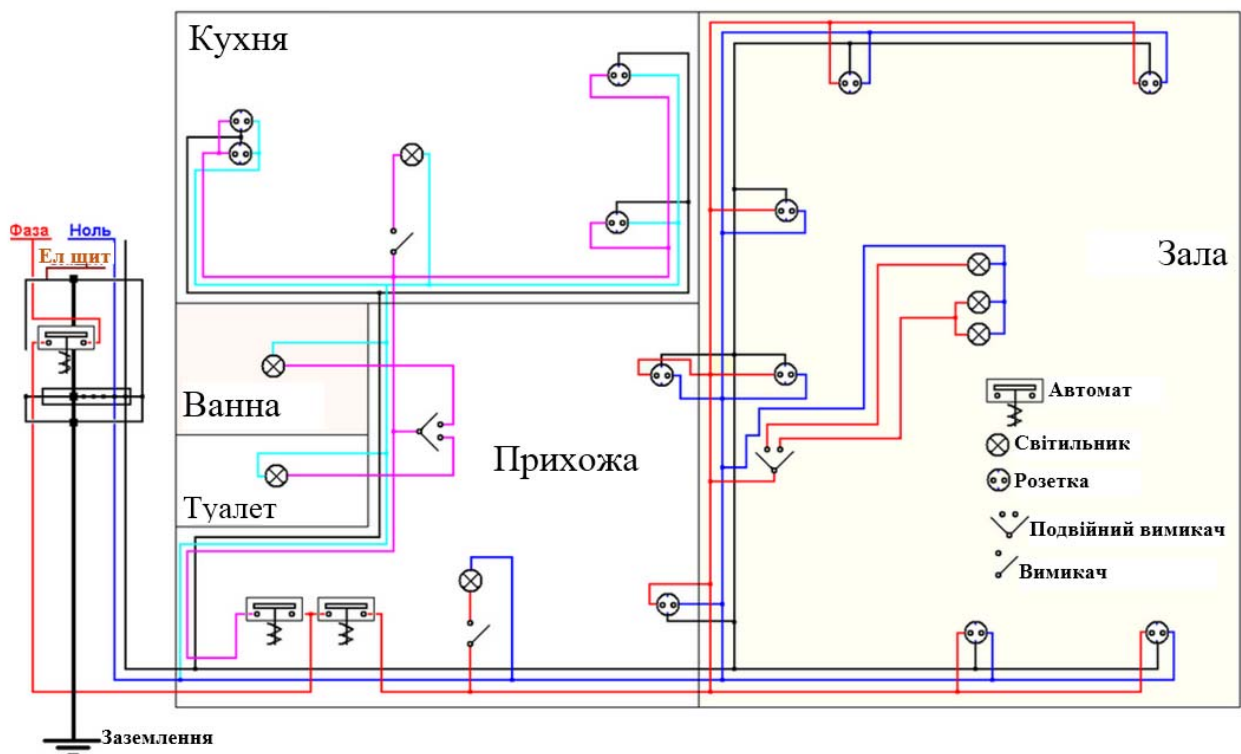 Кухня
Фаза
Ноль
Ел щит
Зала
Ванна
Прихожа
Туалет
Автомат
Світильник
Розетка
Подвійний вимикач
Вимикач
Заземлення